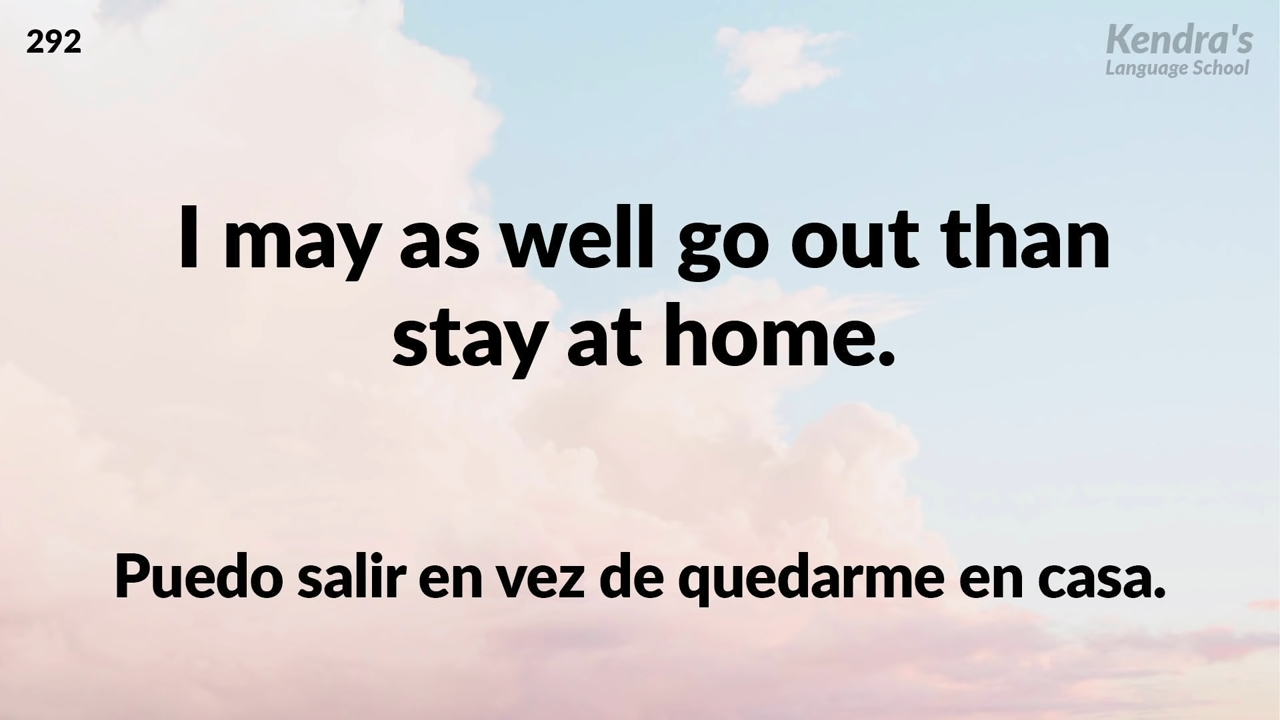 292
Kendra's
Language School
I may as well go out than
stay at home.
Puedo salir en vez de quedarme en casa.